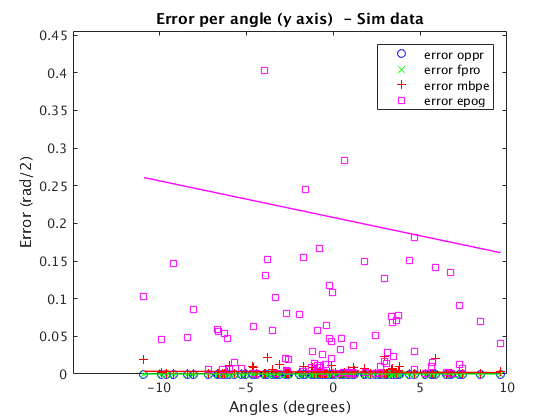 Error per angle (y axis)  - Sim data
error oppr
error fpro
error mbpe
error epog
0.45
0.4
0.35
0.3
0.25
0.2
0.15
0.1
0.05
0
Error (rad/2)
−10
−5
0
5
10
Angles (degrees)